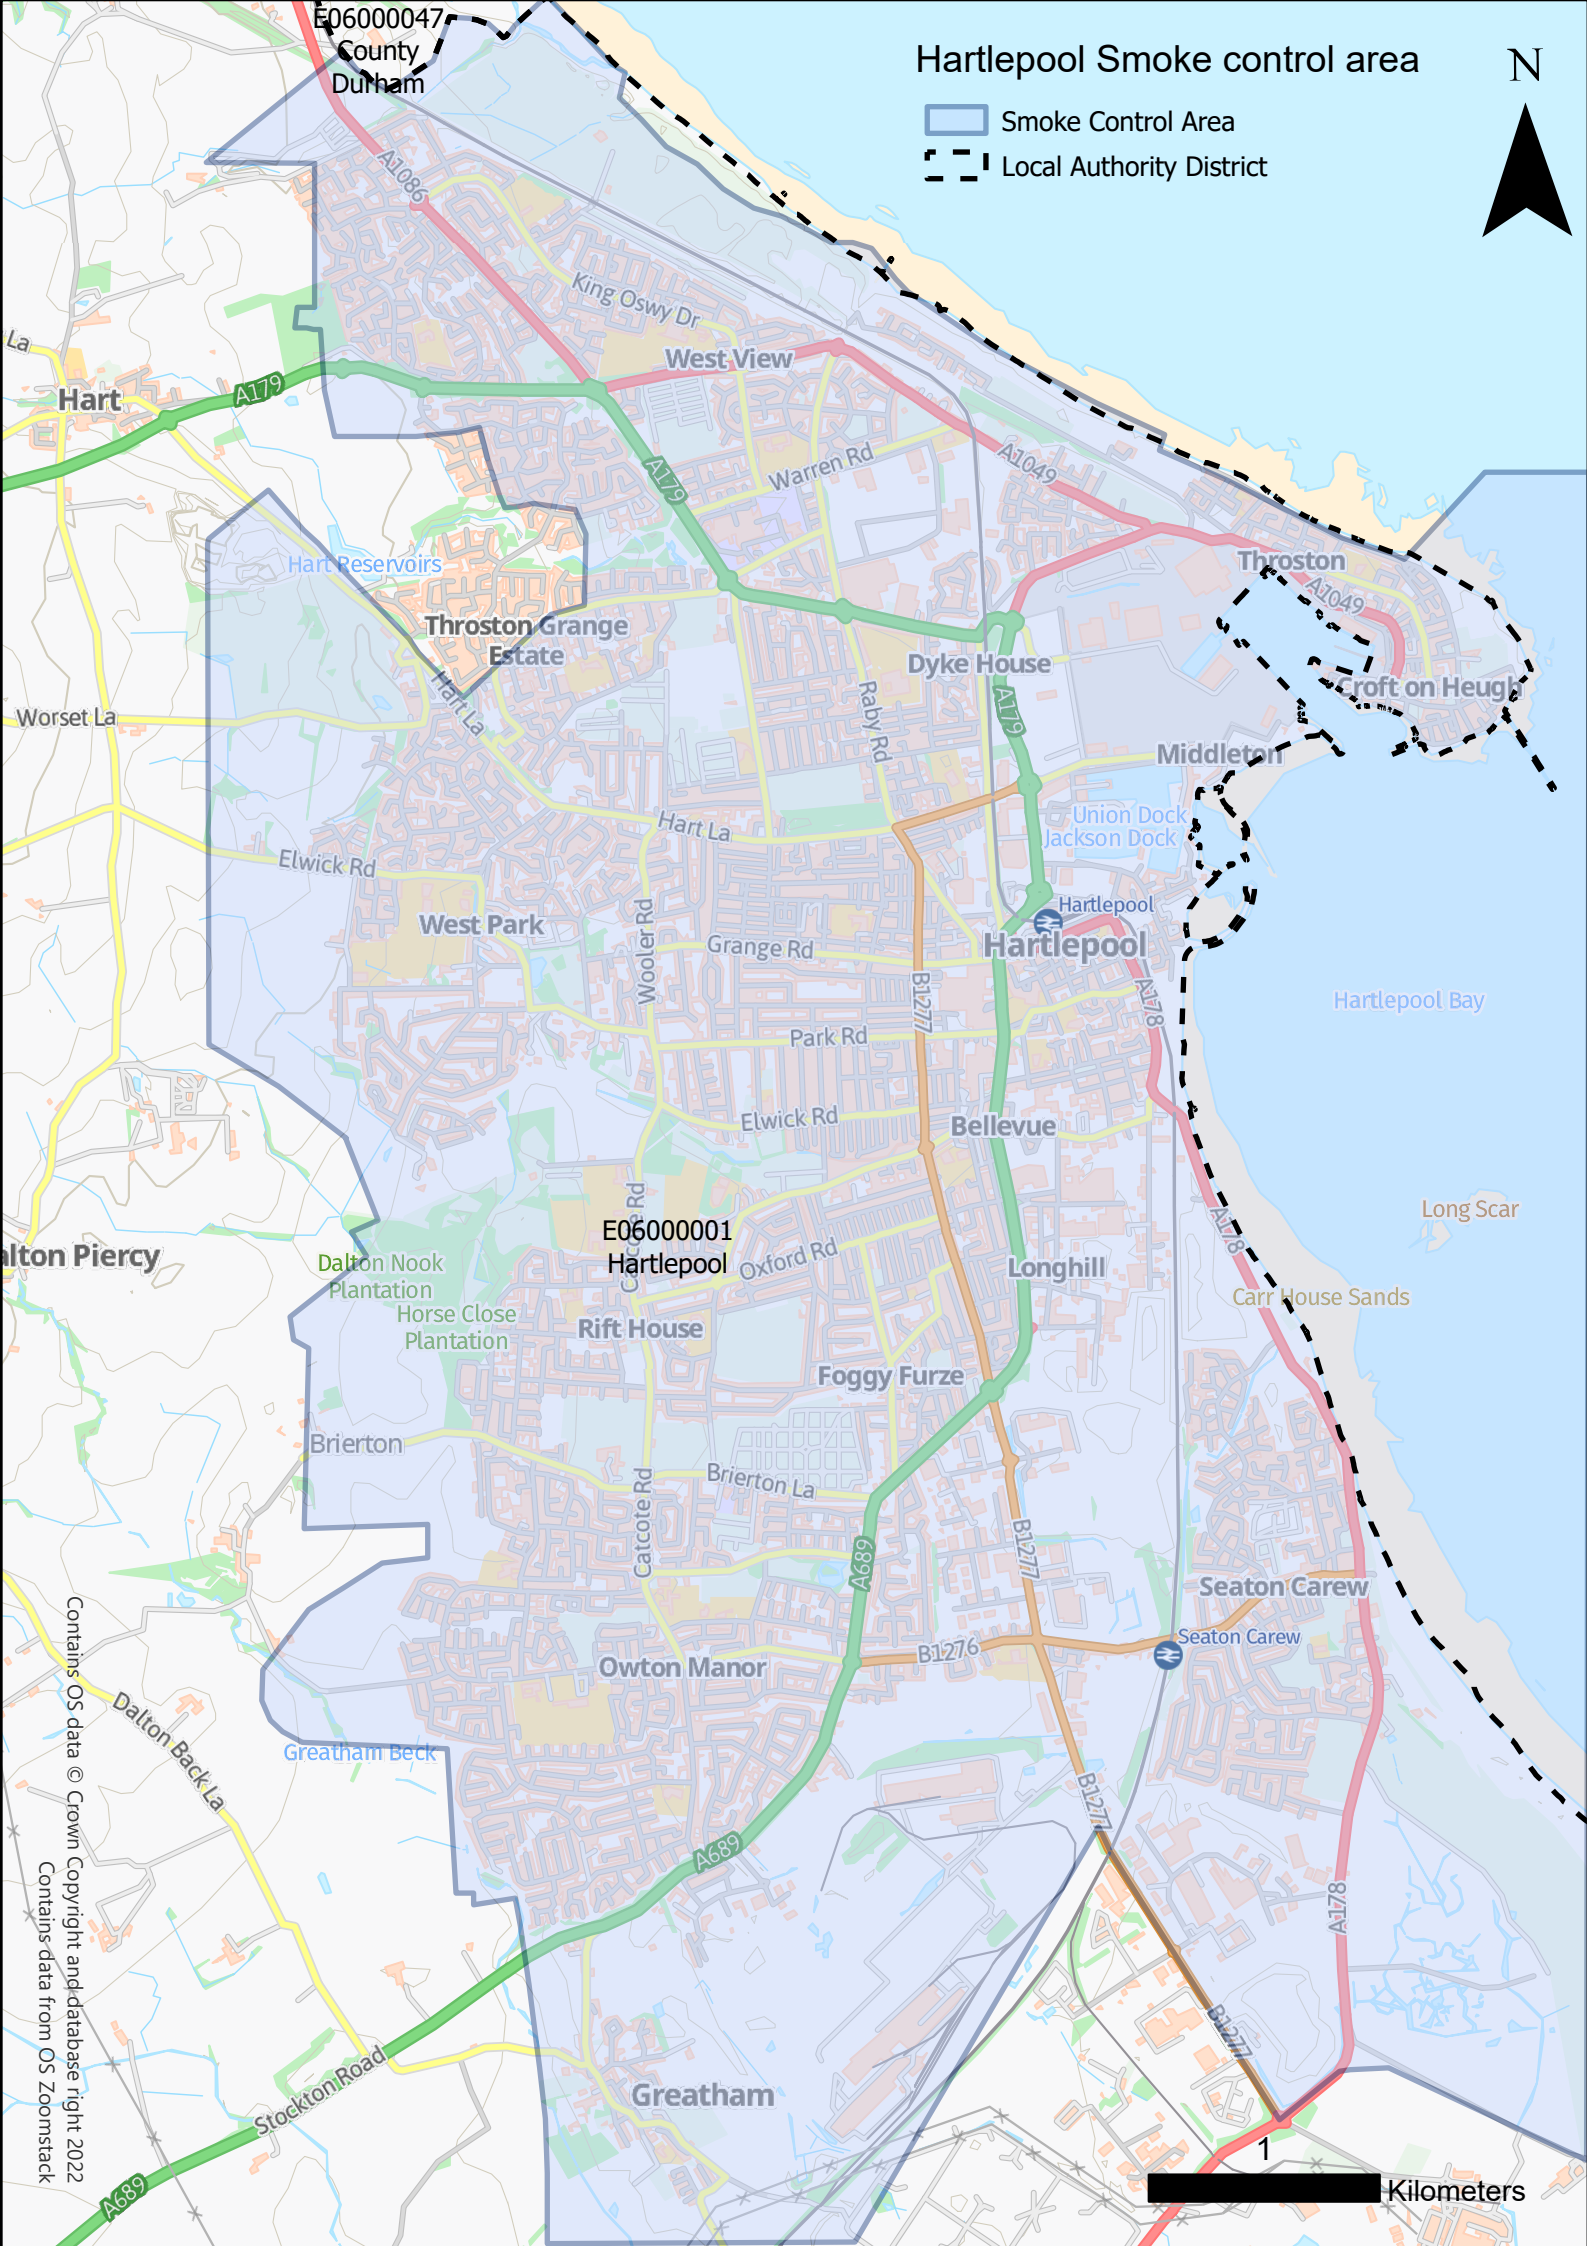 E06000047
County
Durham
Hartlepool Smoke control area
N
Smoke Control Area
Local Authority District
A1086
King Oswy Dr
La
West View
A179
Hart
A179
Warren Rd
A1049
Hart Reservoirs
Throston
A1049
Throston Grange
Estate
Dyke House
Croft on Heugh
Hart La
Raby Rd
A179
Worset La
Middleton
Union Dock
Jackson Dock
Hart La
Elwick Rd
Hartlepool
West Park
Wooler Rd
Grange Rd
Hartlepool
B1277
A178
Hartlepool Bay
Park Rd
Elwick Rd
Bellevue
Catcote Rd
E06000001
Hartlepool
A178
Long Scar
alton Piercy
Dalton Nook
Plantation
Oxford Rd
Longhill
Carr House Sands
Horse Close
Plantation
Rift House
Foggy Furze
Brierton
Brierton La
Catcote Rd
B1277
A689
Seaton Carew
Seaton Carew
B1276
Owton Manor
Dalton Back La
Greatham Beck
B1277
A689
A178
B1277
Stockton Road
Greatham
A689
1
Kilometers
Contains OS data © Crown Copyright and database right 2022
Contains data from OS Zoomstack